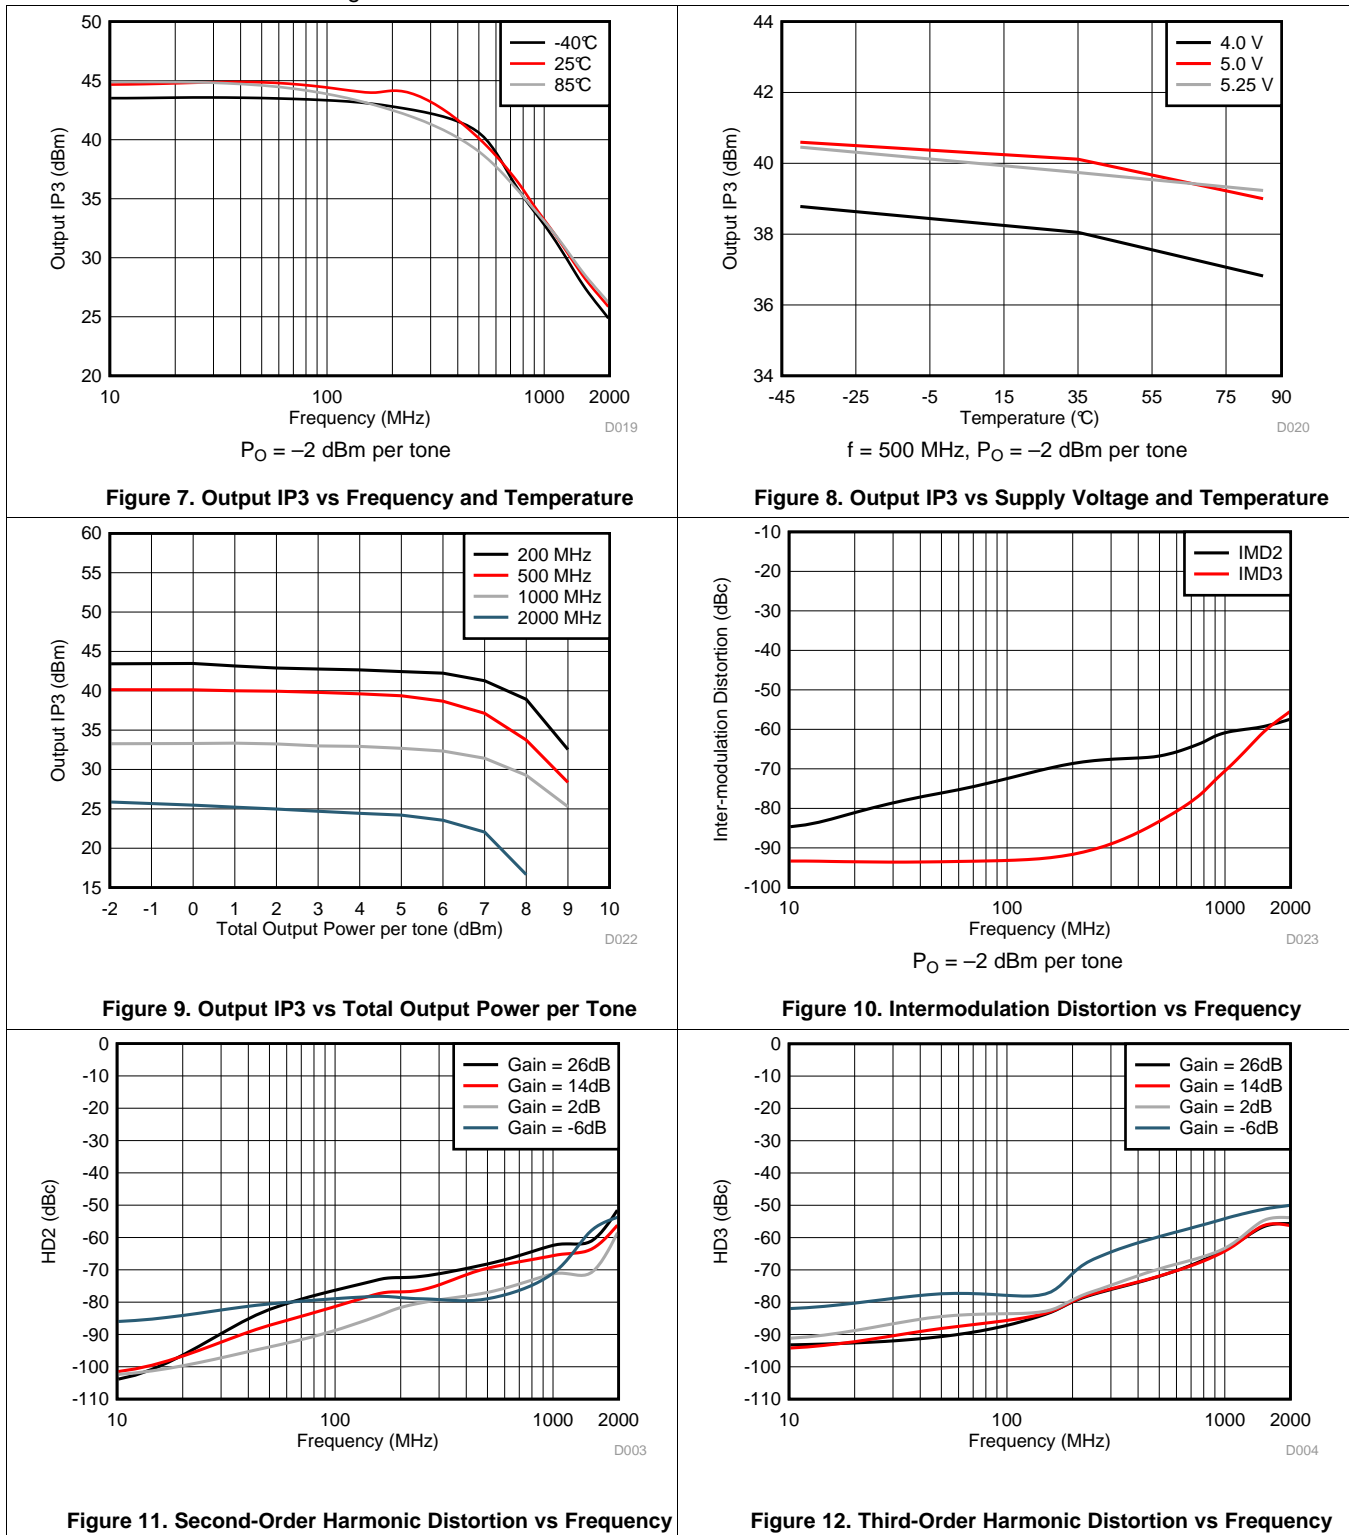 50
45
40
35
30
25
20
Output IP3 (dBm)
-40°C
25°C
85°C
10
100
1000
2000
Frequency (MHz)
D019
P_O = –2 dBm per tone
Figure 7. Output IP3 vs Frequency and Temperature
44
42
40
38
36
34
Output IP3 (dBm)
4.0 V
5.0 V
5.25 V
-45
-25
-5
15
35
55
75
90
Temperature (°C)
D020
f = 500 MHz, P_O = –2 dBm per tone
Figure 8. Output IP3 vs Supply Voltage and Temperature
60
55
50
45
40
35
30
25
20
15
Output IP3 (dBm)
200 MHz
500 MHz
1000 MHz
2000 MHz
-2
-1
0
1
2
3
4
5
6
7
8
9
10
Total Output Power per tone (dBm)
D022
Figure 9. Output IP3 vs Total Output Power per Tone
-10
-20
-30
-40
-50
-60
-70
-80
-90
-100
Inter-modulation Distortion (dBc)
IMD2
IMD3
10
100
1000
2000
Frequency (MHz)
D023
P_O = –2 dBm per tone
Figure 10. Intermodulation Distortion vs Frequency
0
-10
-20
-30
-40
-50
-60
-70
-80
-90
-100
-110
HD2 (dBc)
Gain = 26dB
Gain = 14dB
Gain = 2dB
Gain = -6dB
10
100
1000
2000
Frequency (MHz)
D003
Figure 11. Second-Order Harmonic Distortion vs Frequency
0
-10
-20
-30
-40
-50
-60
-70
-80
-90
-100
-110
HD3 (dBc)
Gain = 26dB
Gain = 14dB
Gain = 2dB
Gain = -6dB
10
100
1000
2000
Frequency (MHz)
D004
Figure 12. Third-Order Harmonic Distortion vs Frequency